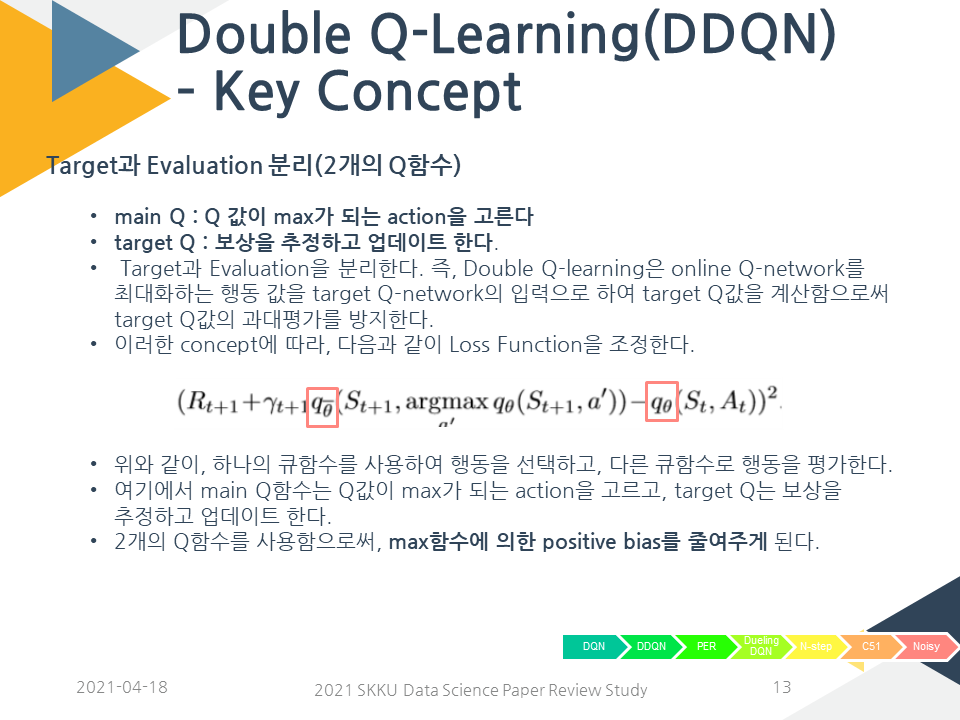 Double Q-Learning(DDQN)
– Key Concept
Target과 Evaluation 분리(2개의 Q함수)
• main Q : Q 값이 max가 되는 action을 고른다
• target Q : 보상을 추정하고 업데이트 한다.
• Target과 Evaluation을 분리한다. 즉, Double Q-learning은 online Q-network를
최대화하는 행동 값을 target Q-network의 입력으로 하여 target Q값을 계산함으로써
target Q값의 과대평가를 방지한다.
• 이러한 concept에 따라, 다음과 같이 Loss Function을 조정한다.
(R_{t+1}+γ_{t+1}q_{\overline{θ}}(S_{t+1}, argmax_{a′} q_θ(S_{t+1}, a′))−q_θ(S_t, A_t))²
• 위와 같이, 하나의 큐함수를 사용하여 행동을 선택하고, 다른 큐함수로 행동을 평가한다.
• 여기에서 main Q함수는 Q값이 max가 되는 action을 고르고, target Q는 보상을
추정하고 업데이트 한다.
• 2개의 Q함수를 사용함으로써, max함수에 의한 positive bias를 줄여주게 된다.
DQN
DDQN
PER
Dueling
DQN
N-step
C51
Noisy
2021-04-18
2021 SKKU Data Science Paper Review Study
13